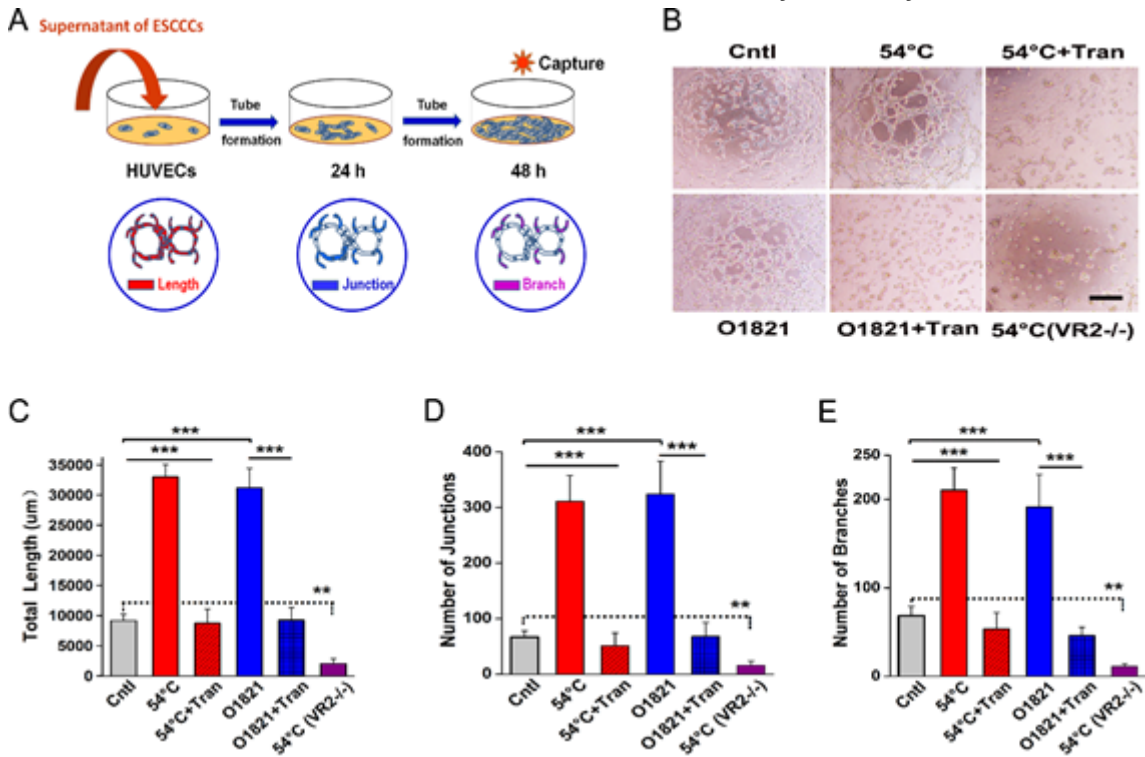 A
Supernatant of ESCCCs
Capture
Tube
formation
Tube
formation
HUVECs
24 h
48 h
Length
Junction
Branch
B
Cntl
54°C
54°C+Tran
O1821
O1821+Tran
54°C(VR2-/-)
C
Total Length (um)
35000
30000
25000
20000
15000
10000
5000
0
***
***
***
**
Cntl
54°C
54°C+Tran
O1821
O1821+Tran
54°C (VR2-/-)
D
Number of Junctions
400
300
200
100
0
***
***
***
**
Cntl
54°C
54°C+Tran
O1821
O1821+Tran
54°C (VR2-/-)
E
Number of Branches
250
200
150
100
50
0
***
***
***
**
Cntl
54°C
54°C+Tran
O1821
O1821+Tran
54°C (VR2-/-)